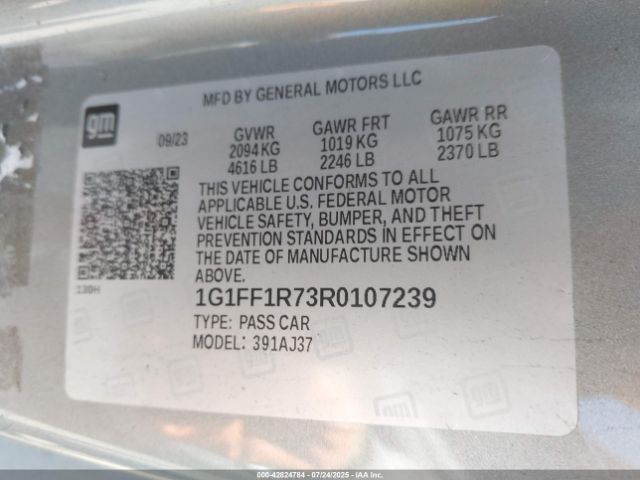 MFD BY GENERAL MOTORS LLC
gm
09/23
GVWR
2094 KG
4616 LB
GAWR FRT
1019 KG
2246 LB
GAWR RR
1075 KG
2370 LB
THIS VEHICLE CONFORMS TO ALL
APPLICABLE U.S. FEDERAL MOTOR
VEHICLE SAFETY, BUMPER, AND THEFT
PREVENTION STANDARDS IN EFFECT ON
THE DATE OF MANUFACTURE SHOWN
ABOVE.
230H
1G1FF1R73R0107239
TYPE: PASS CAR
MODEL: 391AJ37
gm
000-42824784 - 07/24/2025 - IAA Inc.